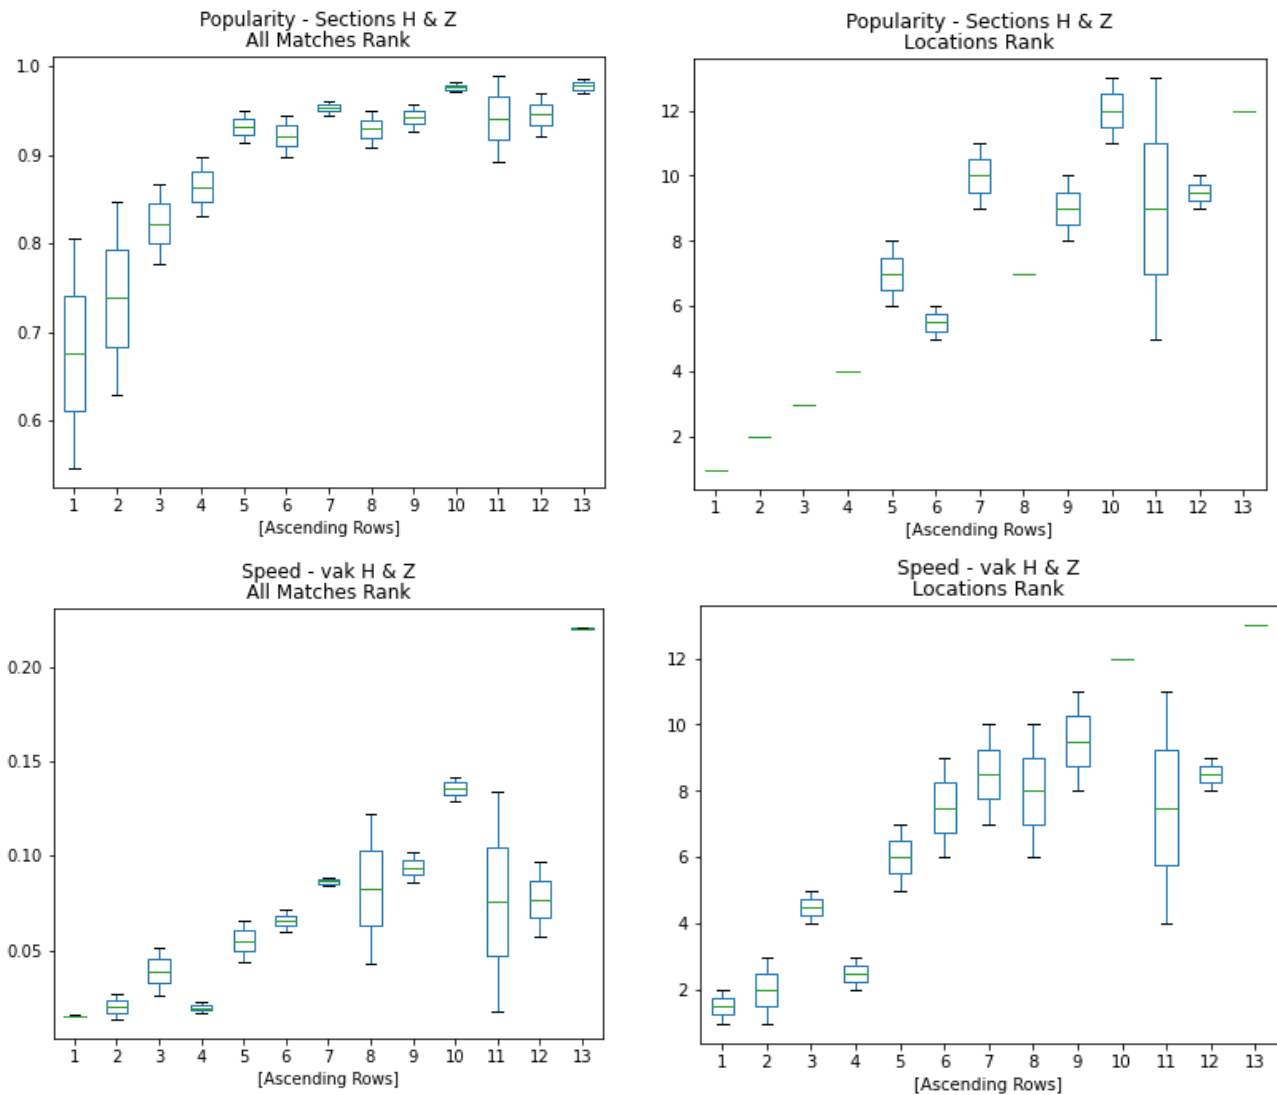 Popularity - Sections H & Z
All Matches Rank
1.0
0.9
0.8
0.7
0.6
1 2 3 4 5 6 7 8 9 10 11 12 13
[Ascending Rows]
Popularity - Sections H & Z
Locations Rank
12
10
8
6
4
2
1 2 3 4 5 6 7 8 9 10 11 12 13
[Ascending Rows]
Speed - vak H & Z
All Matches Rank
0.20
0.15
0.10
0.05
1 2 3 4 5 6 7 8 9 10 11 12 13
[Ascending Rows]
Speed - vak H & Z
Locations Rank
12
10
8
6
4
2
1 2 3 4 5 6 7 8 9 10 11 12 13
[Ascending Rows]